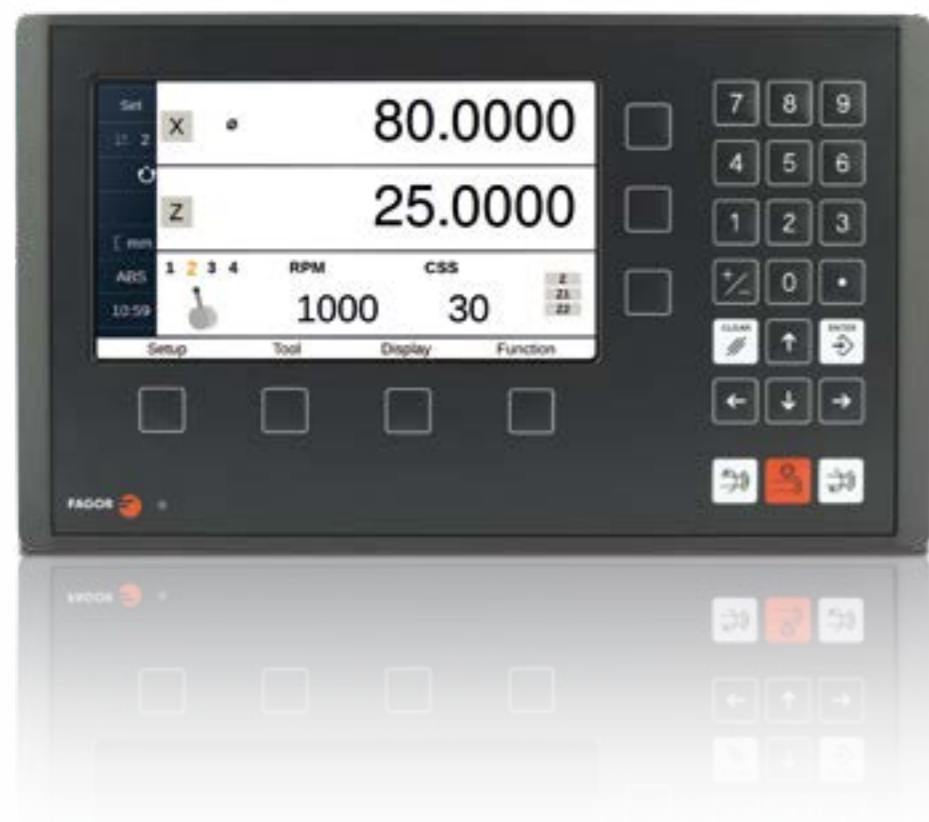 Set
X ⌀ 80.0000
2
Z 25.0000
mm
ABS
10:59
1 2 3 4 RPM CSS
1000 30
Z
Z1
Z2
Setup Tool Display Function
7 8 9
4 5 6
1 2 3
+/- 0 .
CLEAR ENTER
FAGOR